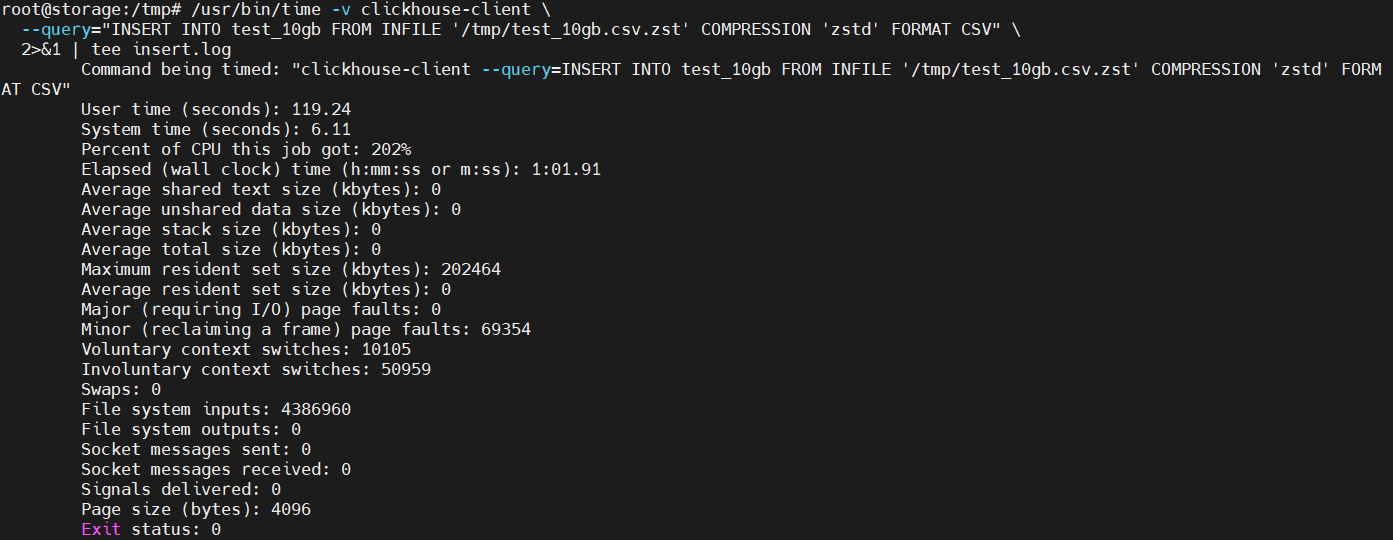 root@storage:/tmp# /usr/bin/time -v clickhouse-client \
  --query="INSERT INTO test_10gb FROM INFILE '/tmp/test_10gb.csv.zst' COMPRESSION 'zstd' FORMAT CSV" \
  2>&1 | tee insert.log
        Command being timed: "clickhouse-client --query=INSERT INTO test_10gb FROM INFILE '/tmp/test_10gb.csv.zst' COMPRESSION 'zstd' FORM
AT CSV"
        User time (seconds): 119.24
        System time (seconds): 6.11
        Percent of CPU this job got: 202%
        Elapsed (wall clock) time (h:mm:ss or m:ss): 1:01.91
        Average shared text size (kbytes): 0
        Average unshared data size (kbytes): 0
        Average stack size (kbytes): 0
        Average total size (kbytes): 0
        Maximum resident set size (kbytes): 202464
        Average resident set size (kbytes): 0
        Major (requiring I/O) page faults: 0
        Minor (reclaiming a frame) page faults: 69354
        Voluntary context switches: 10105
        Involuntary context switches: 50959
        Swaps: 0
        File system inputs: 4386960
        File system outputs: 0
        Socket messages sent: 0
        Socket messages received: 0
        Signals delivered: 0
        Page size (bytes): 4096
        Exit status: 0